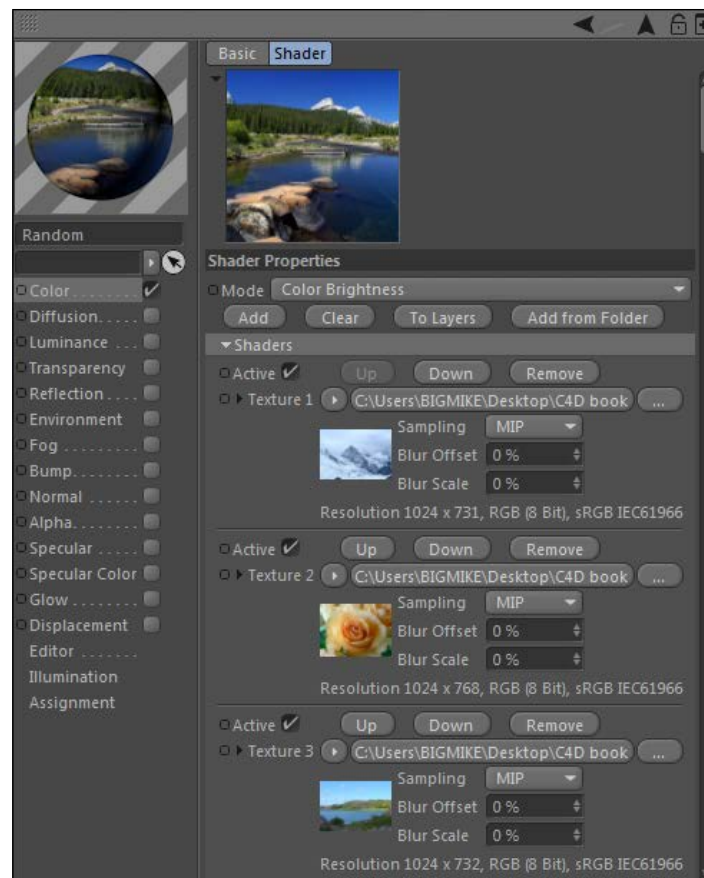 Basic Shader
Random
Color . . . . . . . .
Diffusion. . . . .
Luminance . . .
Transparency
Reflection . . . .
Environment
Fog . . . . . . . . .
Bump. . . . . . . .
Normal . . . . . .
Alpha. . . . . . . .
Specular . . . . .
Specular Color
Glow . . . . . . . .
Displacement
Editor . . . . . . .
Illumination
Assignment
Shader Properties
Mode Color Brightness
Add Clear To Layers Add from Folder
Shaders
Active Up Down Remove
Texture 1 C:\Users\BIGMIKE\Desktop\C4D book ...
Sampling MIP
Blur Offset 0 %
Blur Scale 0 %
Resolution 1024 x 731, RGB (8 Bit), sRGB IEC61966
Active Up Down Remove
Texture 2 C:\Users\BIGMIKE\Desktop\C4D book ...
Sampling MIP
Blur Offset 0 %
Blur Scale 0 %
Resolution 1024 x 768, RGB (8 Bit), sRGB IEC61966
Active Up Down Remove
Texture 3 C:\Users\BIGMIKE\Desktop\C4D book ...
Sampling MIP
Blur Offset 0 %
Blur Scale 0 %
Resolution 1024 x 732, RGB (8 Bit), sRGB IEC61966